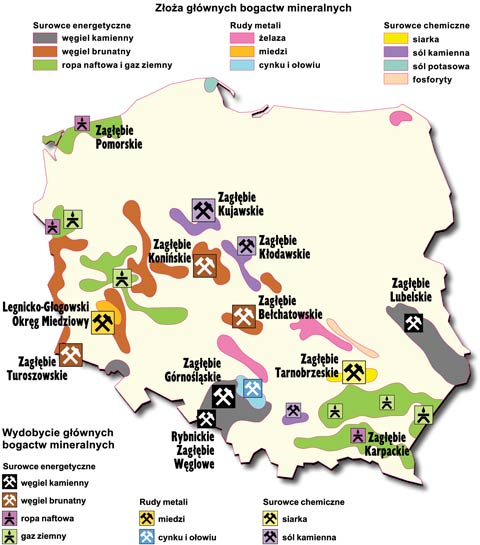 Złoża głównych bogactw mineralnych
Surowce energetyczne
węgiel kamienny
węgiel brunatny
ropa naftowa i gaz ziemny
Rudy metali
żelaza
miedzi
cynku i ołowiu
Surowce chemiczne
siarka
sól kamienna
sól potasowa
fosforyty
Zagłębie
Pomorskie
Zagłębie
Kujawskie
Zagłębie
Konińskie
Zagłębie
Kłodawskie
Zagłębie
Lubelskie
Legnicko-Głogowski
Okręg Miedziowy
Zagłębie
Bełchatowskie
Zagłębie
Turoszowskie
Zagłębie
Górnośląskie
Zagłębie
Tarnobrzeskie
Rybnickie
Zagłębie
Węglowe
Zagłębie
Karpackie
Wydobycie głównych
bogactw mineralnych
Surowce energetyczne
węgiel kamienny
węgiel brunatny
ropa naftowa
gaz ziemny
Rudy metali
miedzi
cynku i ołowiu
Surowce chemiczne
siarka
sól kamienna